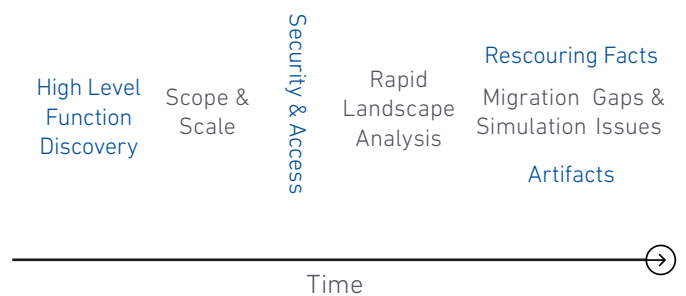 High Level
Function
Discovery
Scope &
Scale
Security & Access
Rapid
Landscape
Analysis
Rescouring Facts
Migration Gaps &
Simulation Issues
Artifacts
Time